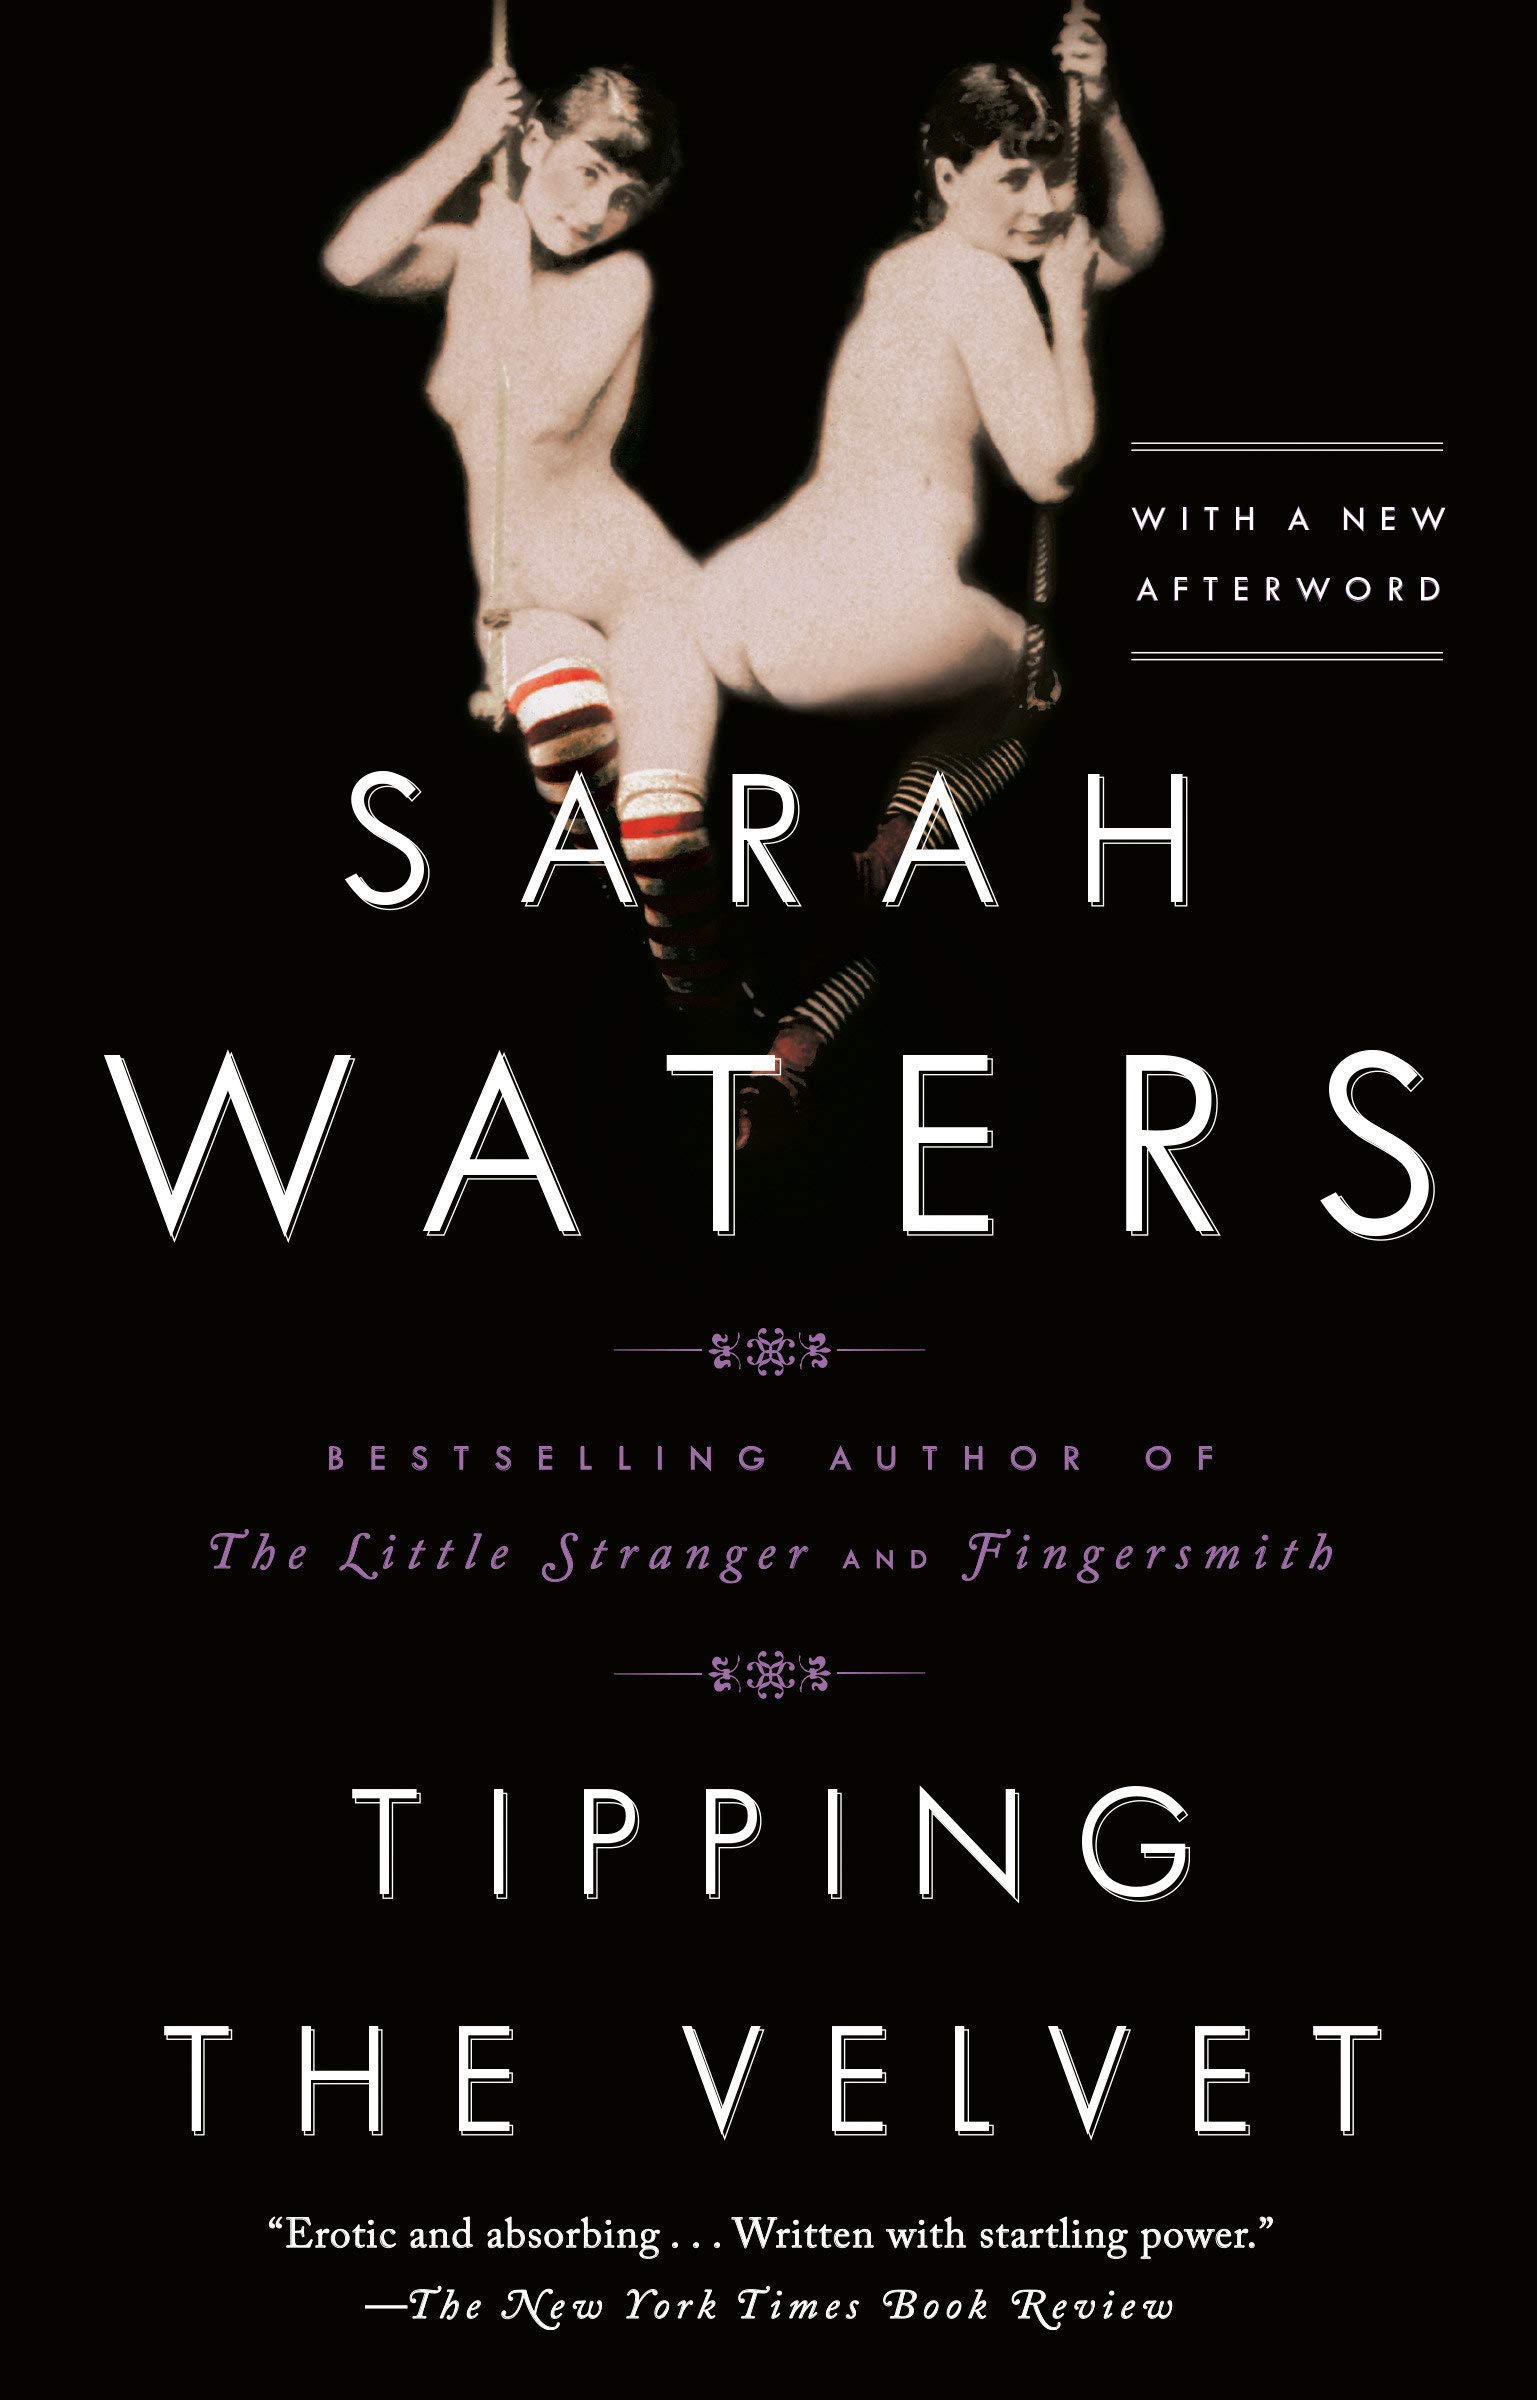 WITH A NEW
AFTERWORD
SARAH
WATERS
BESTSELLING AUTHOR OF
The Little Stranger AND Fingersmith
TIPPING
THE VELVET
“Erotic and absorbing . . . Written with startling power.”
—The New York Times Book Review